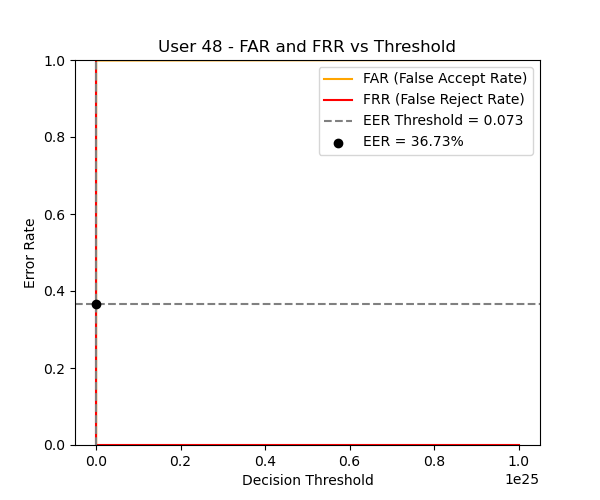 User 48 - FAR and FRR vs Threshold
1.0
0.8
0.6
0.4
0.2
0.0
Error Rate
FAR (False Accept Rate)
FRR (False Reject Rate)
EER Threshold = 0.073
EER = 36.73%
0.0 0.2 0.4 0.6 0.8 1.0
1e25
Decision Threshold